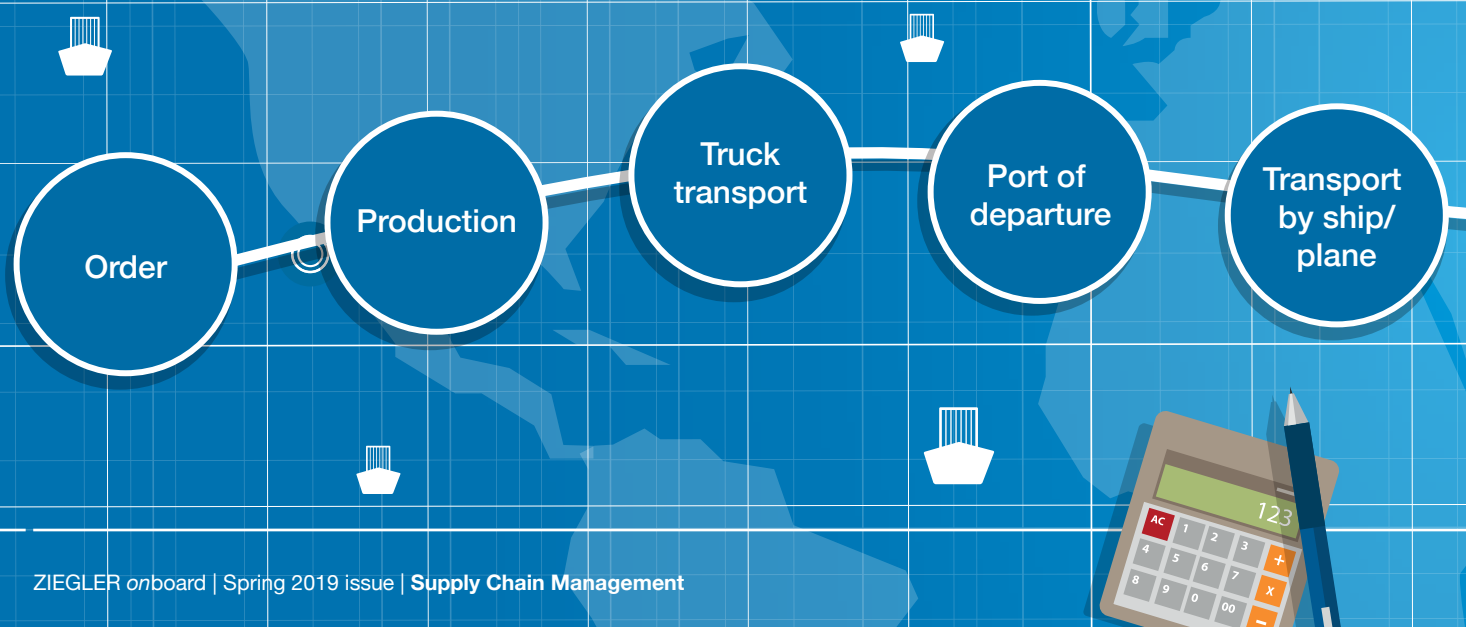 Order
Production
Truck
transport
Port of
departure
Transport
by ship/
plane
123
AC
1
2
3
+
4
5
6
7
x
8
9
0
00
−
ZIEGLER onboard | Spring 2019 issue | Supply Chain Management